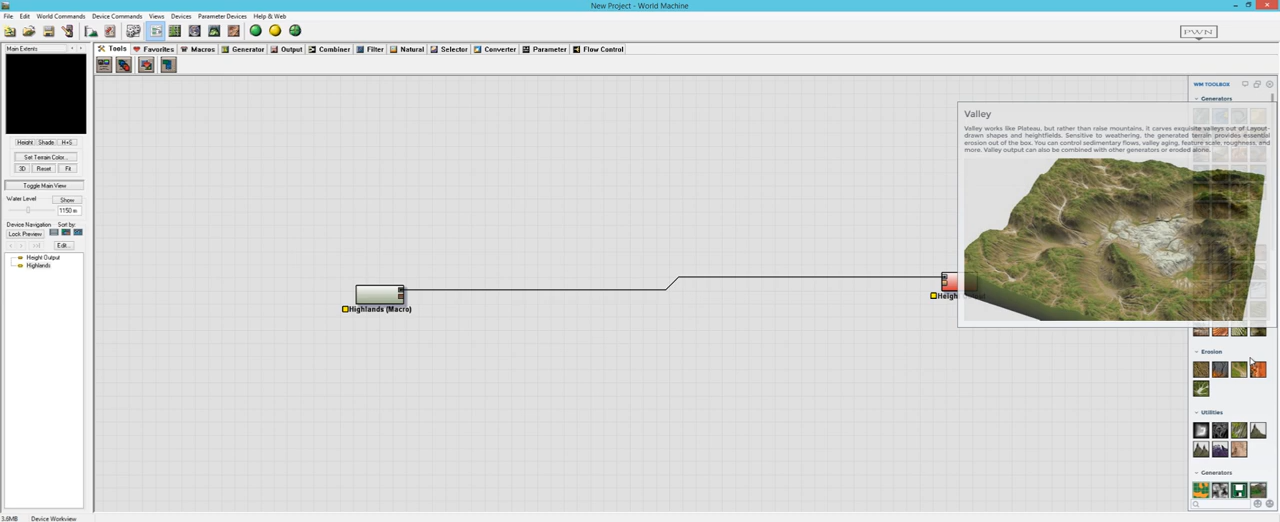 New Project - World Machine
File Edit World Commands Device Commands Views Devices Parameter Devices Help & Web
PWN
Main Extents
Tools Favorites Macros Generator Output Combiner Filter Natural Selector Converter Parameter Flow Control
WM TOOLBOX
Generators
Valley
Valley works like Plateau, but rather than raise mountains, it carves exquisite valleys out of Layout-
drawn shapes and heightfields. Sensitive to weathering, the generated terrain provides essential
erosion out of the box. You can control sedimentary flows, valley aging, feature scale, roughness, and
more. Valley output can also be combined with other generators or eroded alone.
Height Shade H+S
Set Terrain Color...
3D Reset Fit
Toggle Main View
Water Level Show
1150 m
Device Navigation Sort by:
Lock Preview
Edit...
Height Output
Highlands
Highlands (Macro)
Heigh
Erosion
Utilities
Generators
3.6MB Device Workview